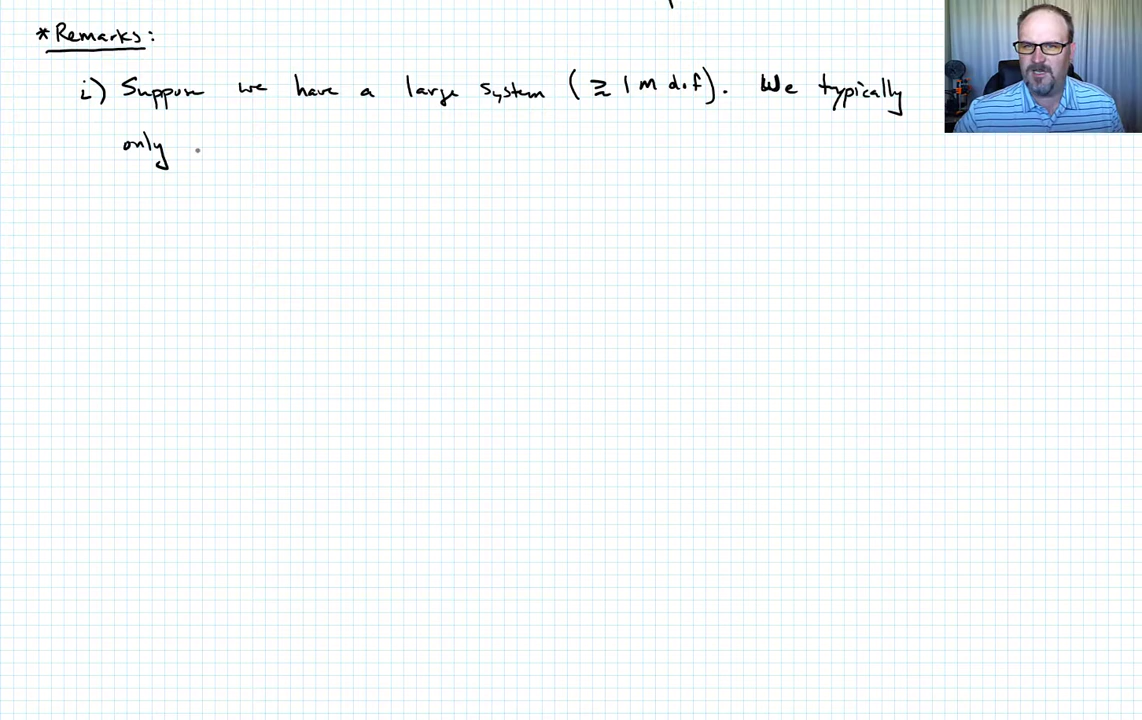 * Remarks:
i) Suppose we have a large system (≳ 1 M d.o.f). We typically
only